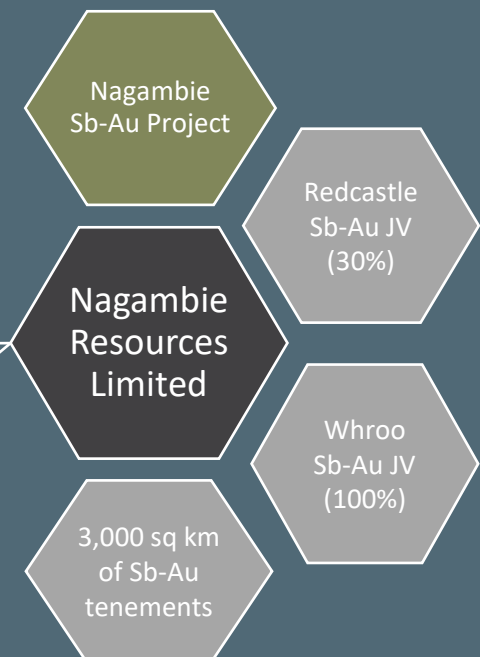 Nagambie
Sb-Au Project
Redcastle
Sb-Au JV
(30%)
Nagambie
Resources
Limited
Whroo
Sb-Au JV
(100%)
3,000 sq km
of Sb-Au
tenements